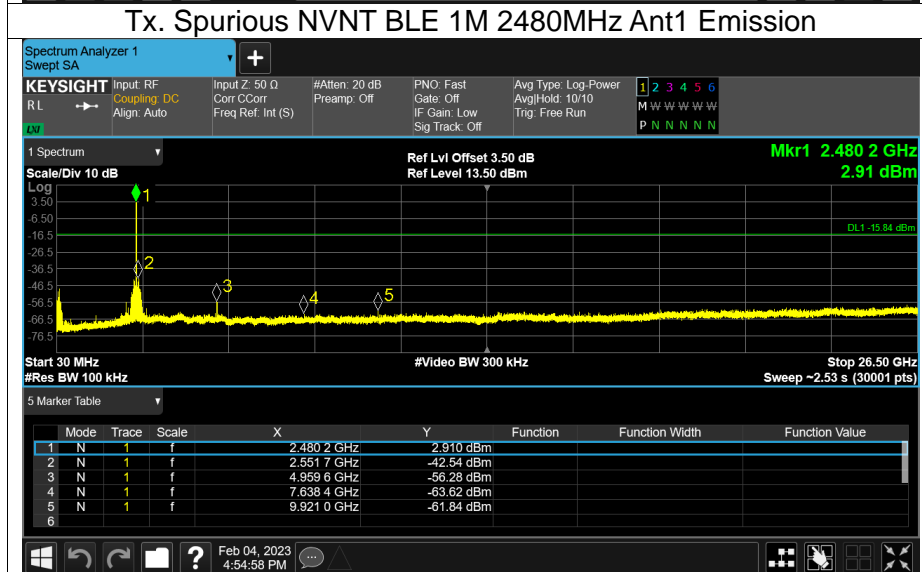 Tx. Spurious NVNT BLE 1M 2480MHz Ant1 Emission
Spectrum Analyzer 1
Swept SA
+
KEYSIGHT Input: RF Input Z: 50 Ω #Atten: 20 dB PNO: Fast Avg Type: Log-Power 1 2 3 4 5 6
R L Coupling: DC Corr CCorr Preamp: Off Gate: Off Avg|Hold: 10/10 M W W W W W
Align: Auto Freq Ref: Int (S) IF Gain: Low Trig: Free Run
LXI Sig Track: Off P N N N N N
1 Spectrum Ref Lvl Offset 3.50 dB Mkr1 2.480 2 GHz
Scale/Div 10 dB Ref Level 13.50 dBm 2.91 dBm
Log
1
3.50
-6.50
DL1 -15.84 dBm
-16.5
-26.5
2
-36.5
-46.5
3
4
5
-56.5
-66.5
-76.5
Start 30 MHz #Video BW 300 kHz Stop 26.50 GHz
#Res BW 100 kHz Sweep ~2.53 s (30001 pts)
5 Marker Table
Mode Trace Scale X Y Function Function Width Function Value
1 N 1 f 2.480 2 GHz 2.910 dBm
2 N 1 f 2.551 7 GHz -42.54 dBm
3 N 1 f 4.959 6 GHz -56.28 dBm
4 N 1 f 7.638 4 GHz -63.62 dBm
5 N 1 f 9.921 0 GHz -61.84 dBm
6
? Feb 04, 2023
4:54:58 PM